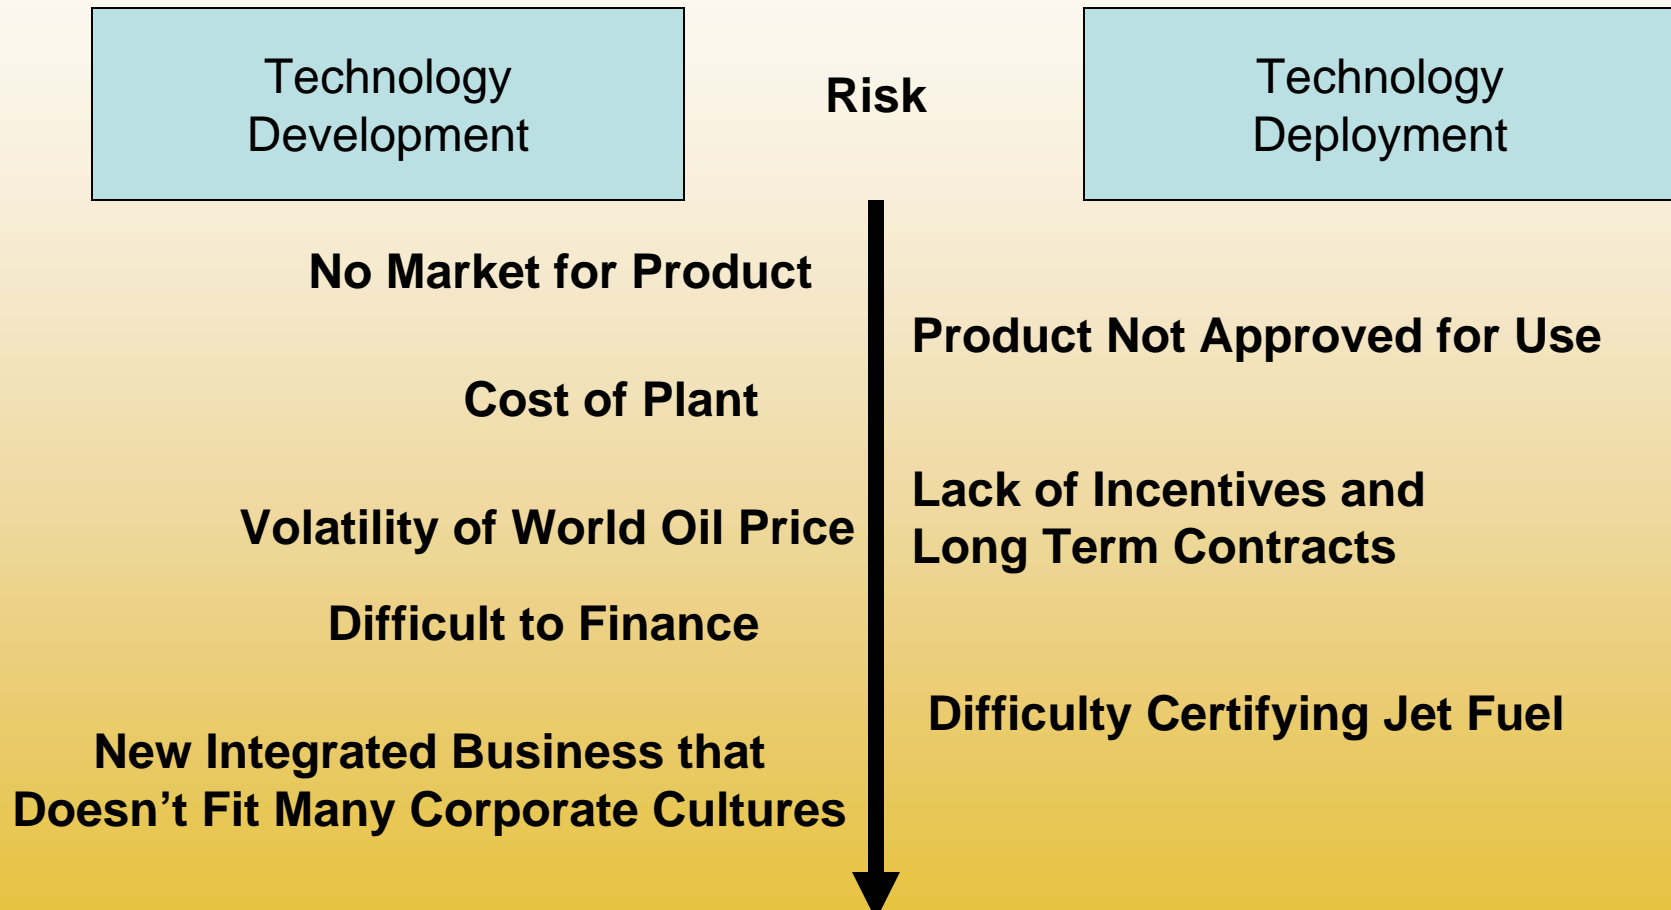 Technology
Development
Risk
Technology
Deployment
No Market for Product
Product Not Approved for Use
Cost of Plant
Lack of Incentives and
Long Term Contracts
Volatility of World Oil Price
Difficult to Finance
Difficulty Certifying Jet Fuel
New Integrated Business that
Doesn’t Fit Many Corporate Cultures